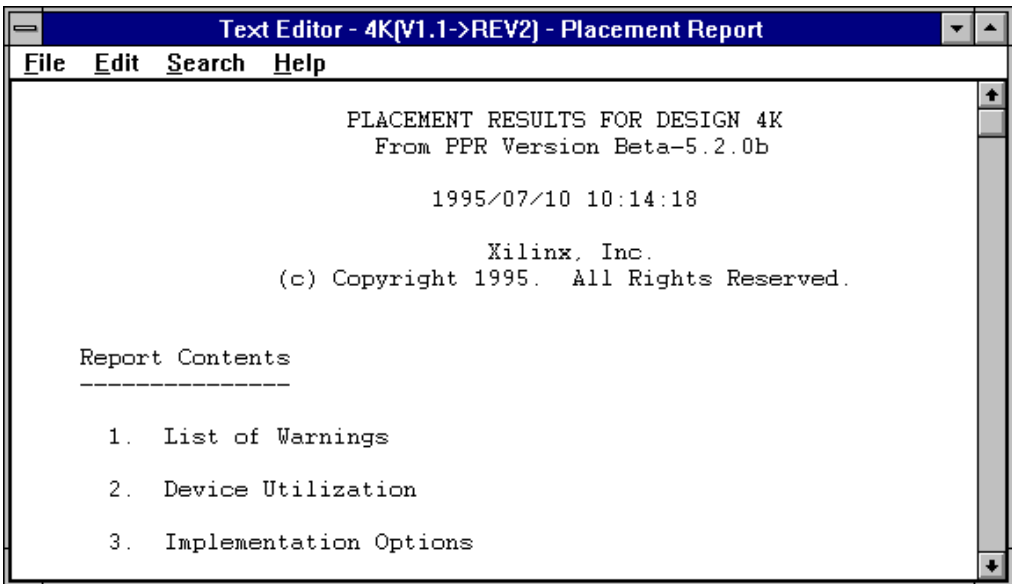 Text Editor - 4K(V1.1->REV2) - Placement Report
File Edit Search Help
PLACEMENT RESULTS FOR DESIGN 4K
From PPR Version Beta-5.2.0b
1995/07/10 10:14:18
Xilinx, Inc.
(c) Copyright 1995. All Rights Reserved.
Report Contents
---------------
1. List of Warnings
2. Device Utilization
3. Implementation Options